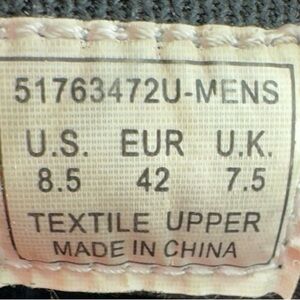 51763472U-MENS
U.S. EUR U.K.
8.5 42 7.5
TEXTILE UPPER
MADE IN CHINA